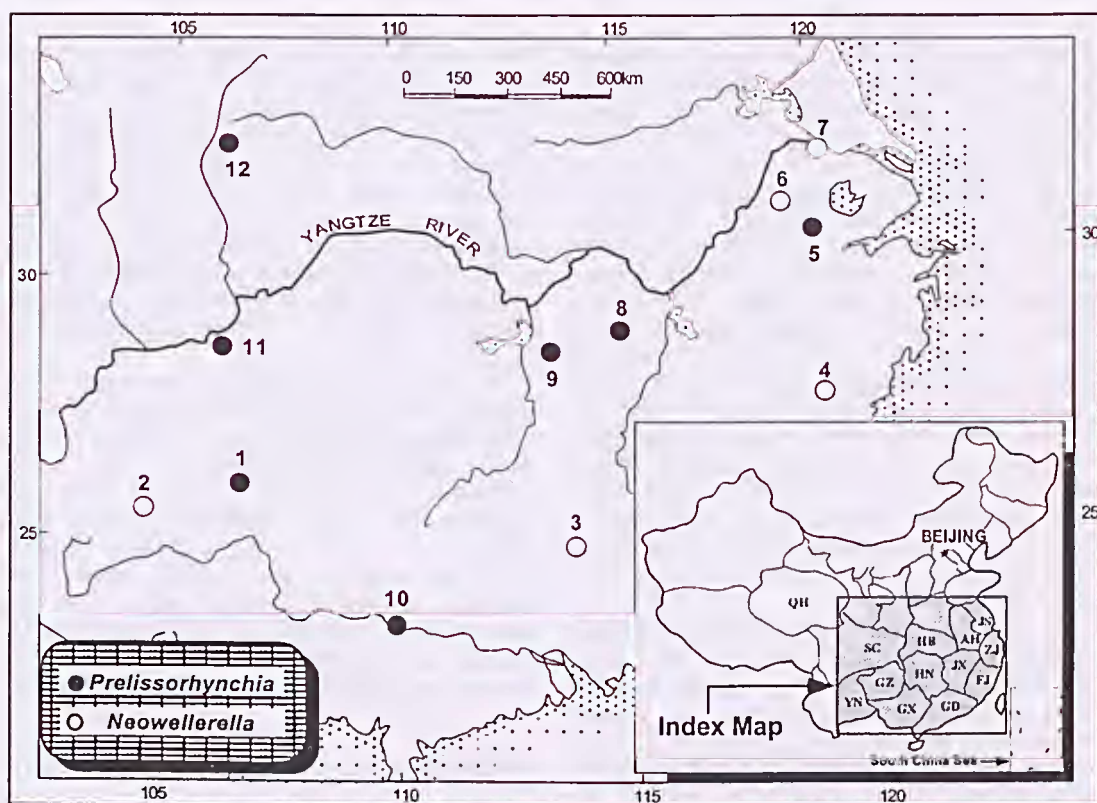 105 110 115 120
0 150 300 450 600km
7
12
6
YANGTZE RIVER
5
30 30
8
11
9
4
1
2
3
25 25
BEIJING
QH
JS
SC HB AH
ZJ
HN JX
GZ FJ
YN GX GD
10
Prelissorhynchia
Neowellerella
Index Map
South China Sea
105 110 115 120